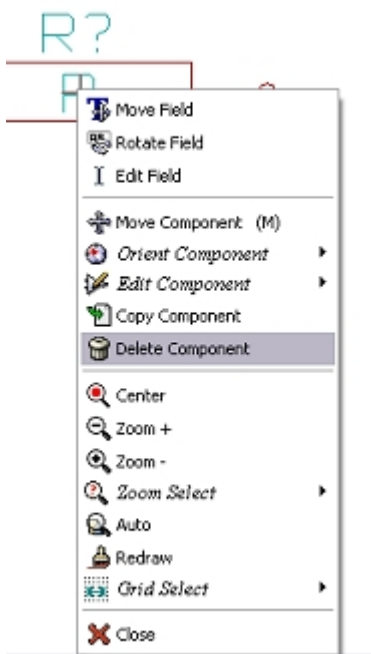 R?
R
Move Field
Rotate Field
Edit Field
Move Component (M)
Orient Component
Edit Component
Copy Component
Delete Component
Center
Zoom +
Zoom -
Zoom Select
Auto
Redraw
Grid Select
Close